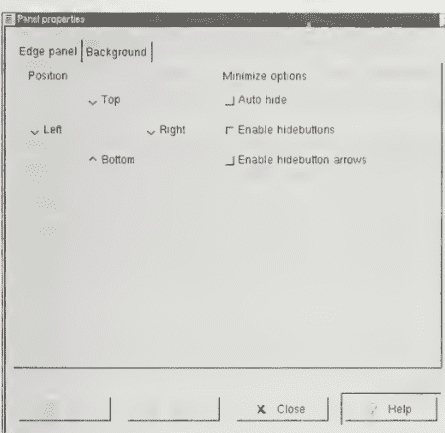 Panel properties
Edge panel Background
Position Minimize options
Top Auto hide
Left Right Enable hidebuttons
Bottom Enable hidebutton arrows
X Close ? Help